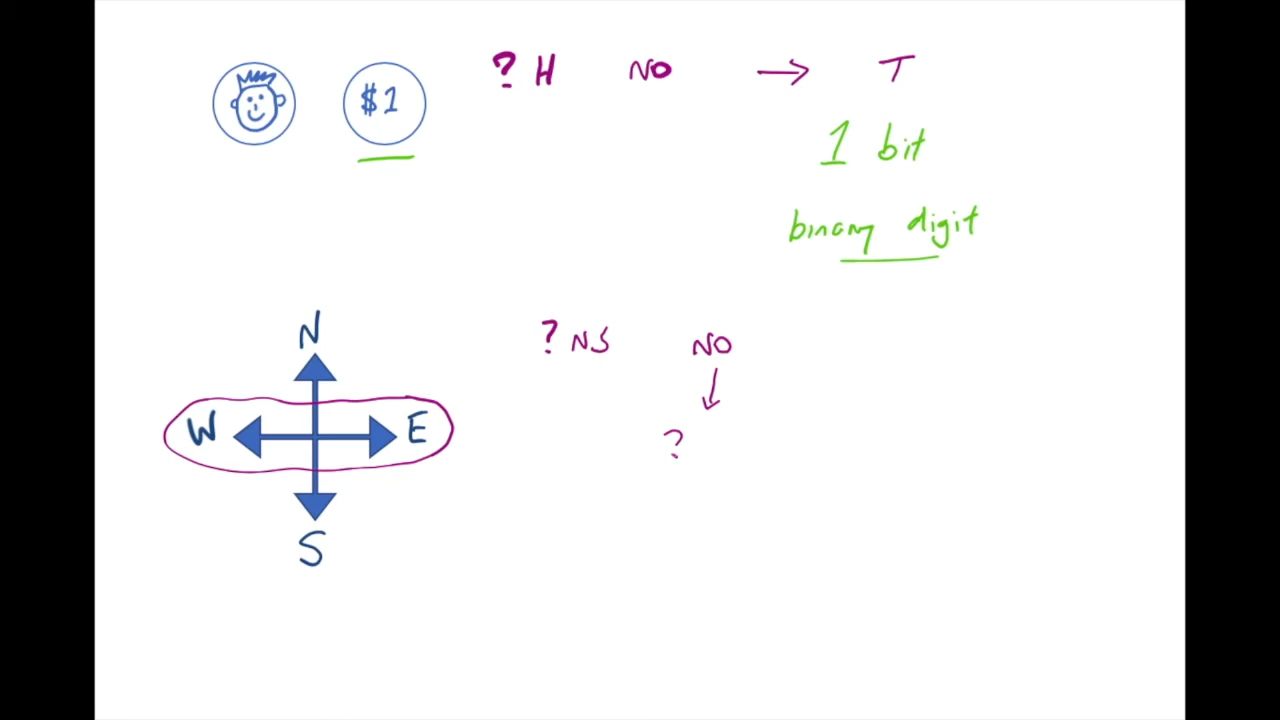 $1 ? H NO → T
1 bit
binary digit
N
? NS NO
W E
?
S